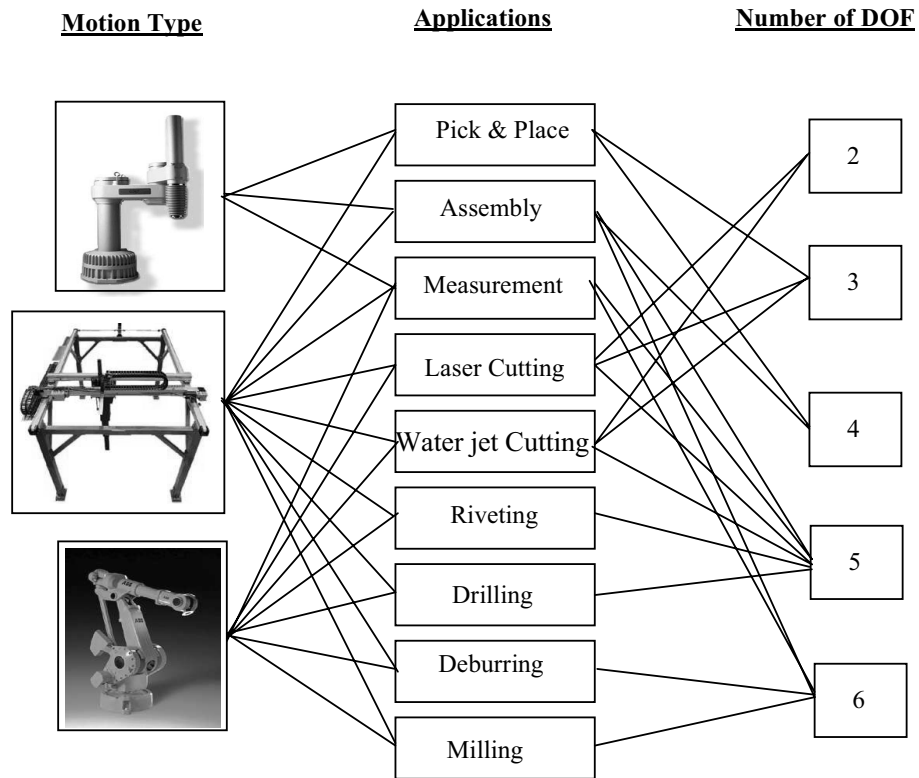 Motion Type
Applications
Number of DOF
Pick & Place
Assembly
Measurement
Laser Cutting
Water jet Cutting
Riveting
Drilling
Deburring
Milling
2
3
4
5
6